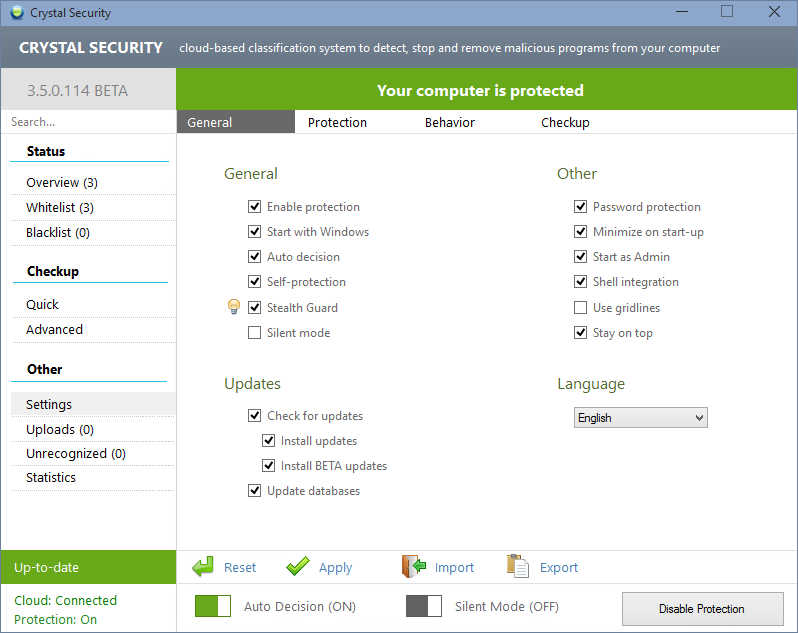 Crystal Security
CRYSTAL SECURITY cloud-based classification system to detect, stop and remove malicious programs from your computer
3.5.0.114 BETA
Your computer is protected
Search...
General Protection Behavior Checkup
Status
Overview (3)
Whitelist (3)
Blacklist (0)
Checkup
Quick
Advanced
Other
Settings
Uploads (0)
Unrecognized (0)
Statistics
General
Enable protection
Start with Windows
Auto decision
Self-protection
Stealth Guard
Silent mode
Other
Password protection
Minimize on start-up
Start as Admin
Shell integration
Use gridlines
Stay on top
Updates
Check for updates
Install updates
Install BETA updates
Update databases
Language
English
Up-to-date
Reset Apply Import Export
Cloud: Connected
Protection: On
Auto Decision (ON) Silent Mode (OFF) Disable Protection